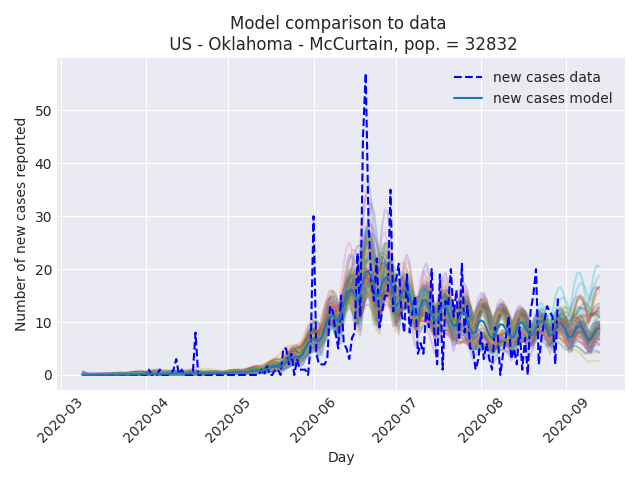 Model comparison to data
US - Oklahoma - McCurtain, pop. = 32832
new cases data
new cases model
Number of new cases reported
50
40
30
20
10
0
2020-03
2020-04
2020-05
2020-06
2020-07
2020-08
2020-09
Day